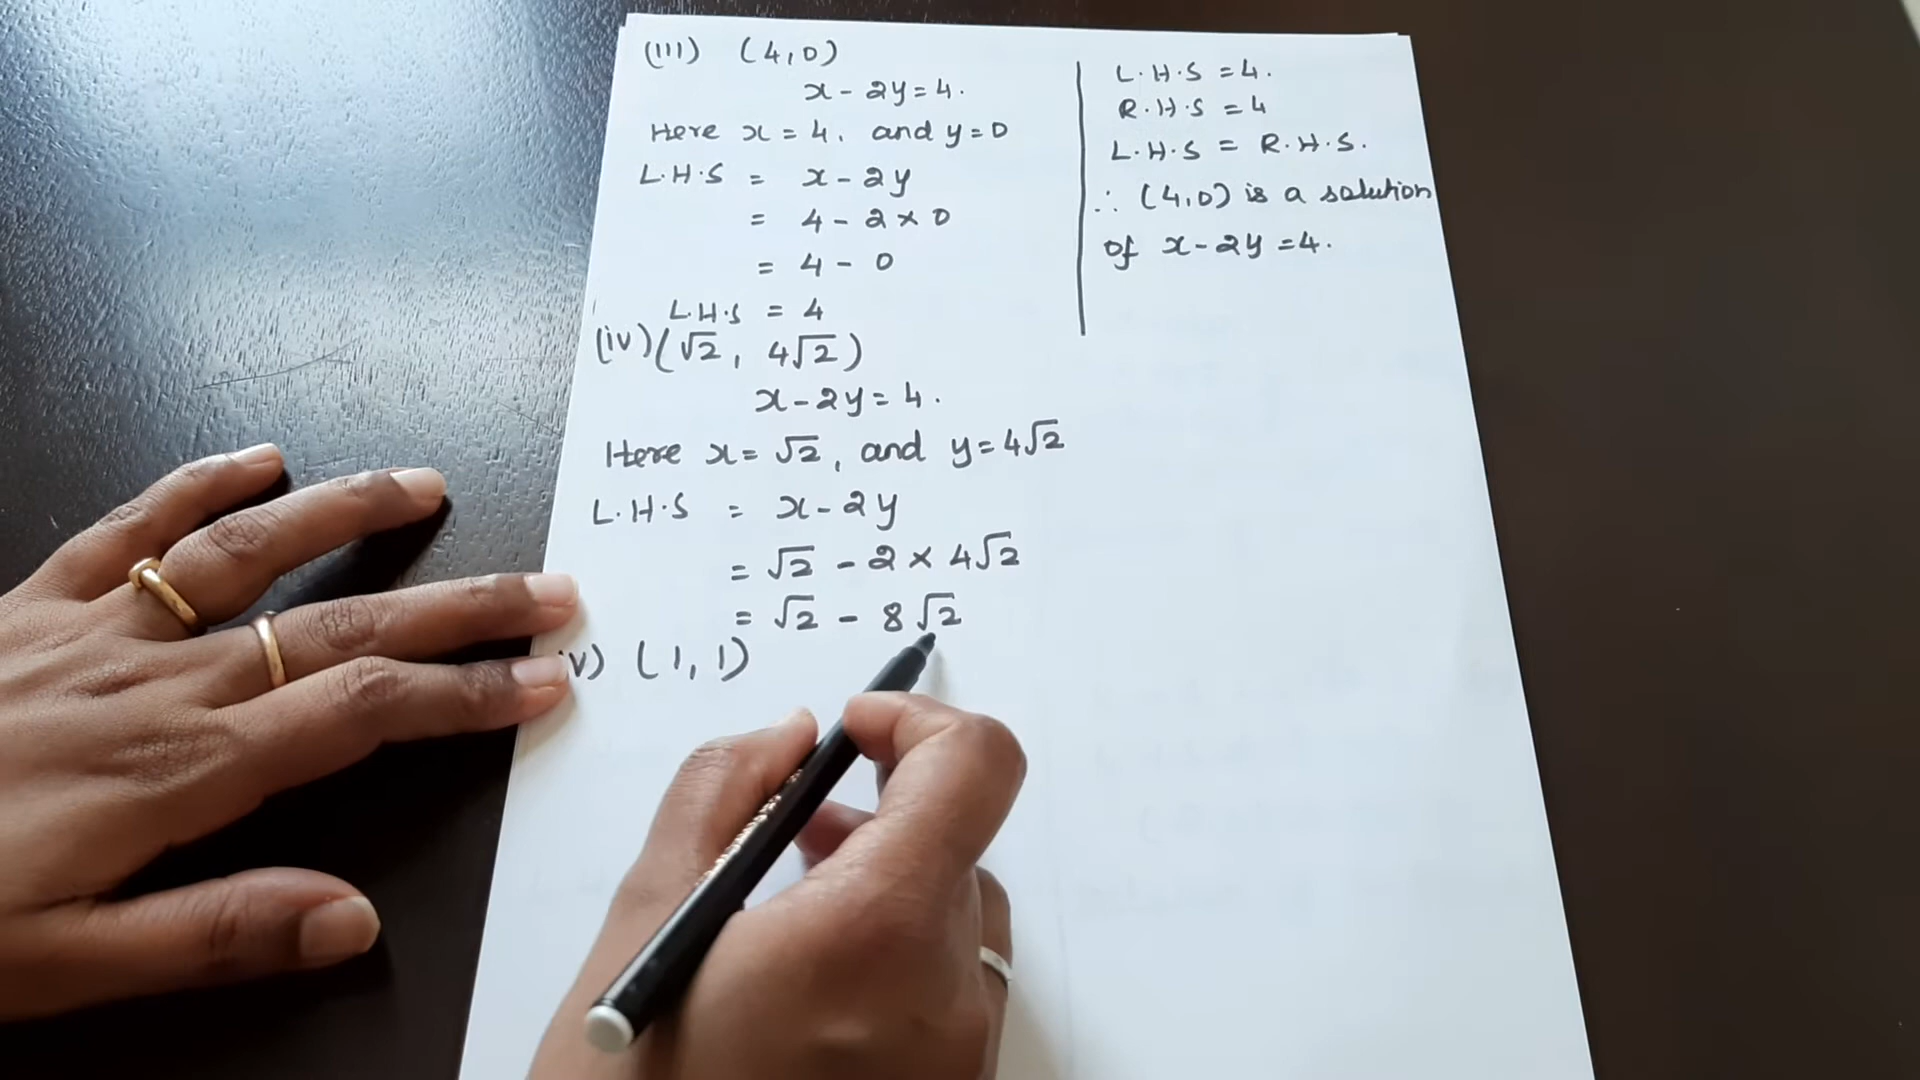 (iii) (4,0)
x - 2y = 4.
Here x = 4, and y = 0
L.H.S = x - 2y
= 4 - 2 × 0
= 4 - 0
L.H.S = 4
(iv) (√2, 4√2)
x - 2y = 4.
Here x = √2, and y = 4√2
L.H.S = x - 2y
= √2 - 2 × 4√2
= √2 - 8√2
v) (1, 1)
L.H.S = 4.
R.H.S = 4
L.H.S = R.H.S.
∴ (4,0) is a solution
of x - 2y = 4.